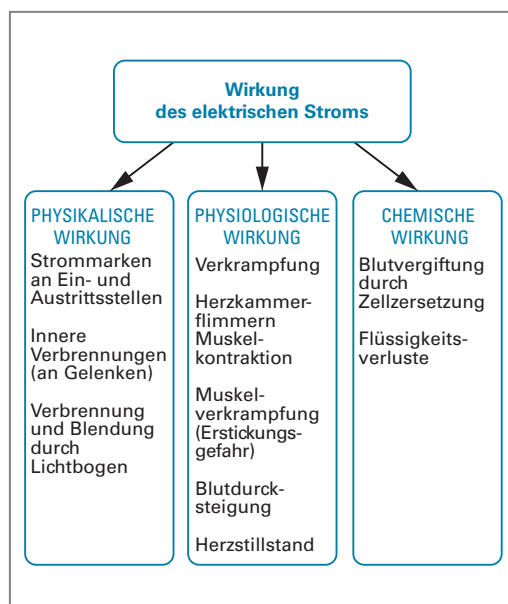 Wirkung
des elektrischen Stroms
PHYSIKALISCHE
WIRKUNG
Strommarken
an Ein- und
Austrittsstellen
Innere
Verbrennungen
(an Gelenken)
Verbrennung
und Blendung
durch
Lichtbogen
PHYSIOLOGISCHE
WIRKUNG
Verkrampfung
Herzkammer-
flimmern
Muskel-
kontraktion
Muskel-
verkrampfung
(Erstickungs-
gefahr)
Blutdurck-
steigung
Herzstillstand
CHEMISCHE
WIRKUNG
Blutvergiftung
durch
Zellzersetzung
Flüssigkeits-
verluste